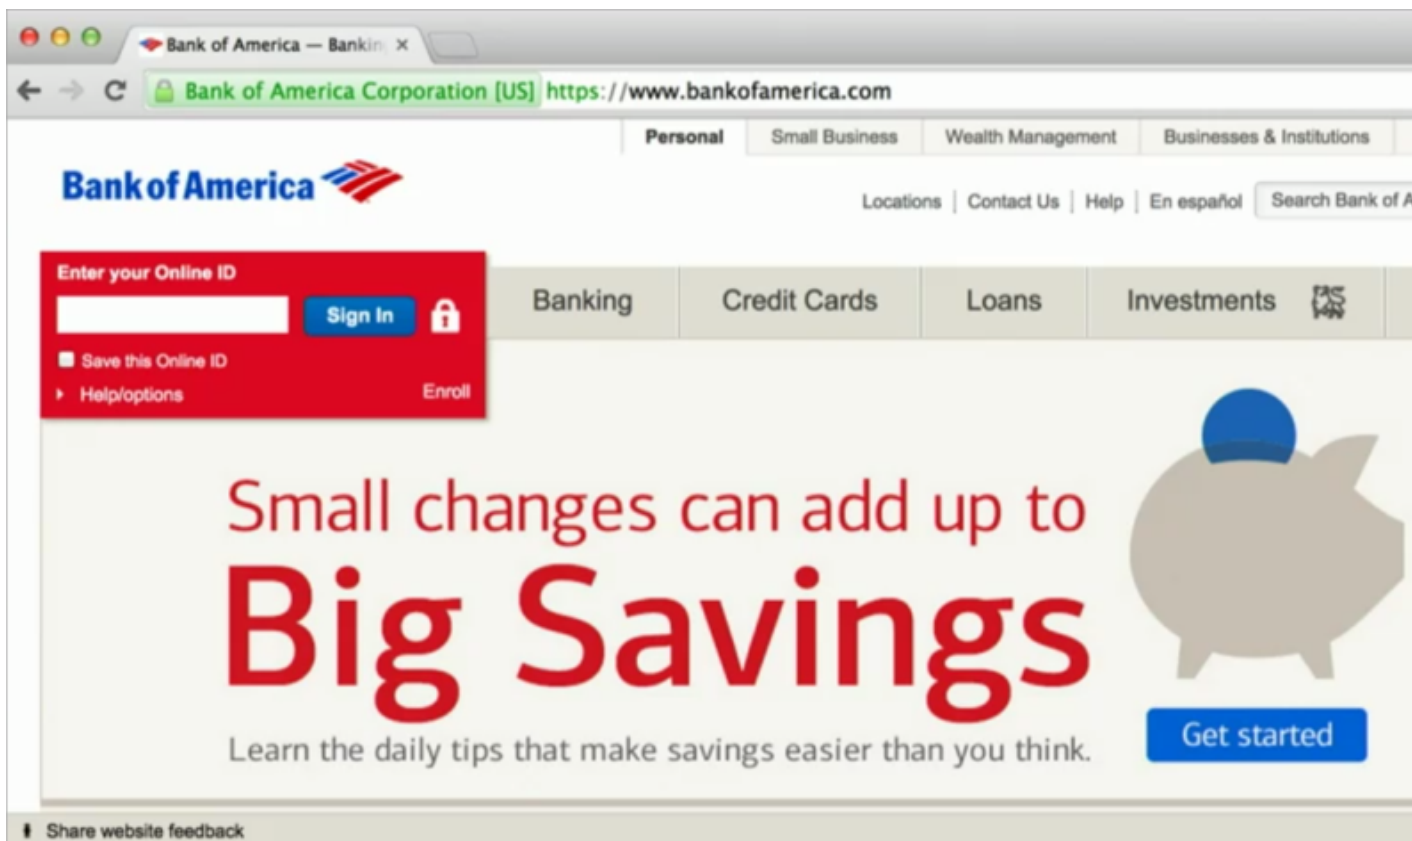 Bank of America — Bankin
Bank of America Corporation [US] https://www.bankofamerica.com
Personal Small Business Wealth Management Businesses & Institutions
Bank of America
Locations | Contact Us | Help | En español Search Bank of A
Enter your Online ID
Sign In
Save this Online ID
Help/options Enroll
Banking Credit Cards Loans Investments
Small changes can add up to
Big Savings
Learn the daily tips that make savings easier than you think.
Get started
Share website feedback